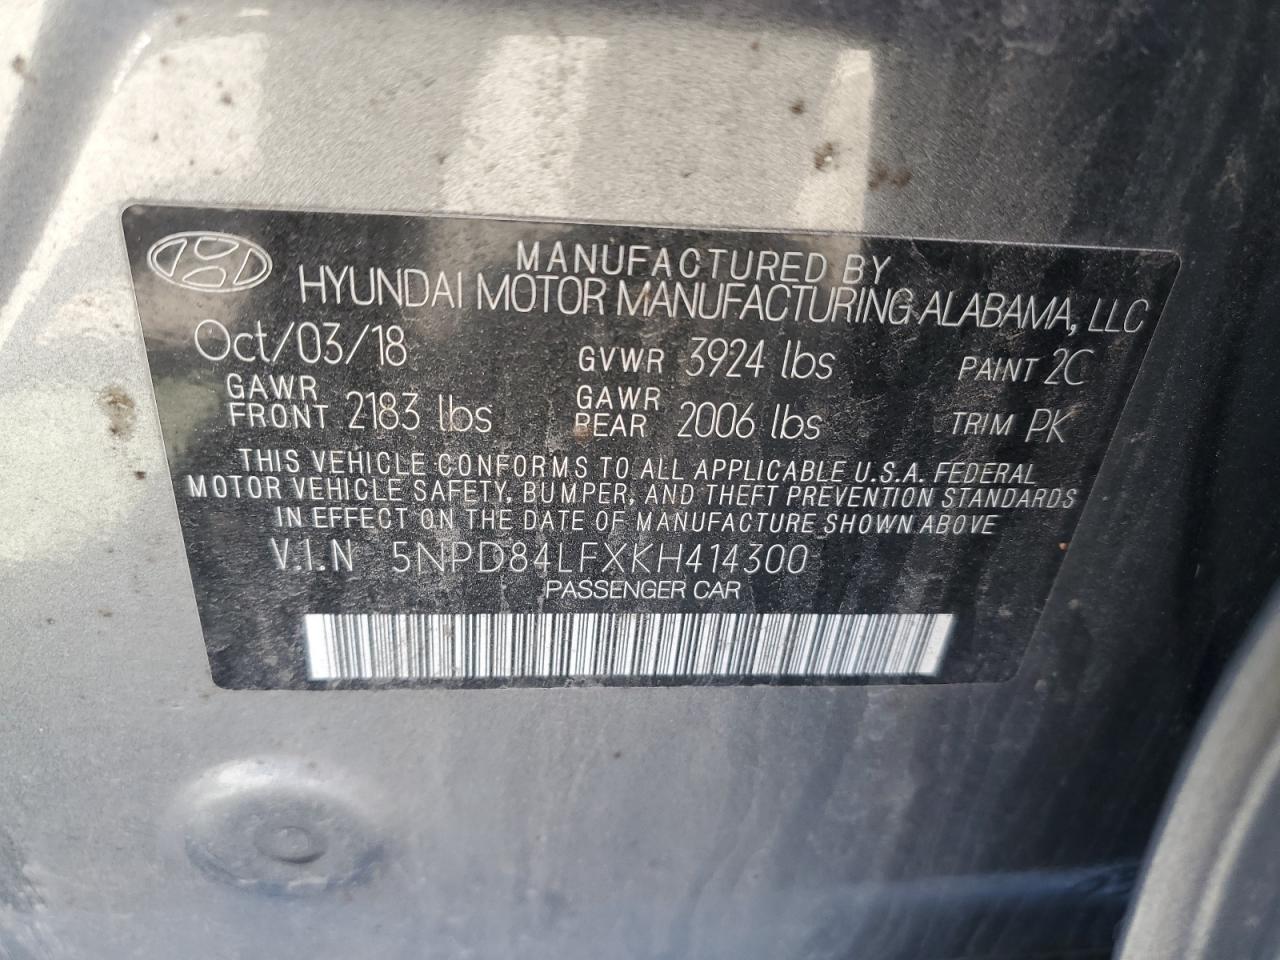 MANUFACTURED BY
HYUNDAI MOTOR MANUFACTURING ALABAMA, LLC
Oct/03/18 GVWR 3924 lbs PAINT 2C
GAWR FRONT 2183 lbs GAWR REAR 2006 lbs TRIM PK
THIS VEHICLE CONFORMS TO ALL APPLICABLE U.S.A. FEDERAL
MOTOR VEHICLE SAFETY, BUMPER, AND THEFT PREVENTION STANDARDS
IN EFFECT ON THE DATE OF MANUFACTURE SHOWN ABOVE
V.I.N 5NPD84LFXKH414300
PASSENGER CAR